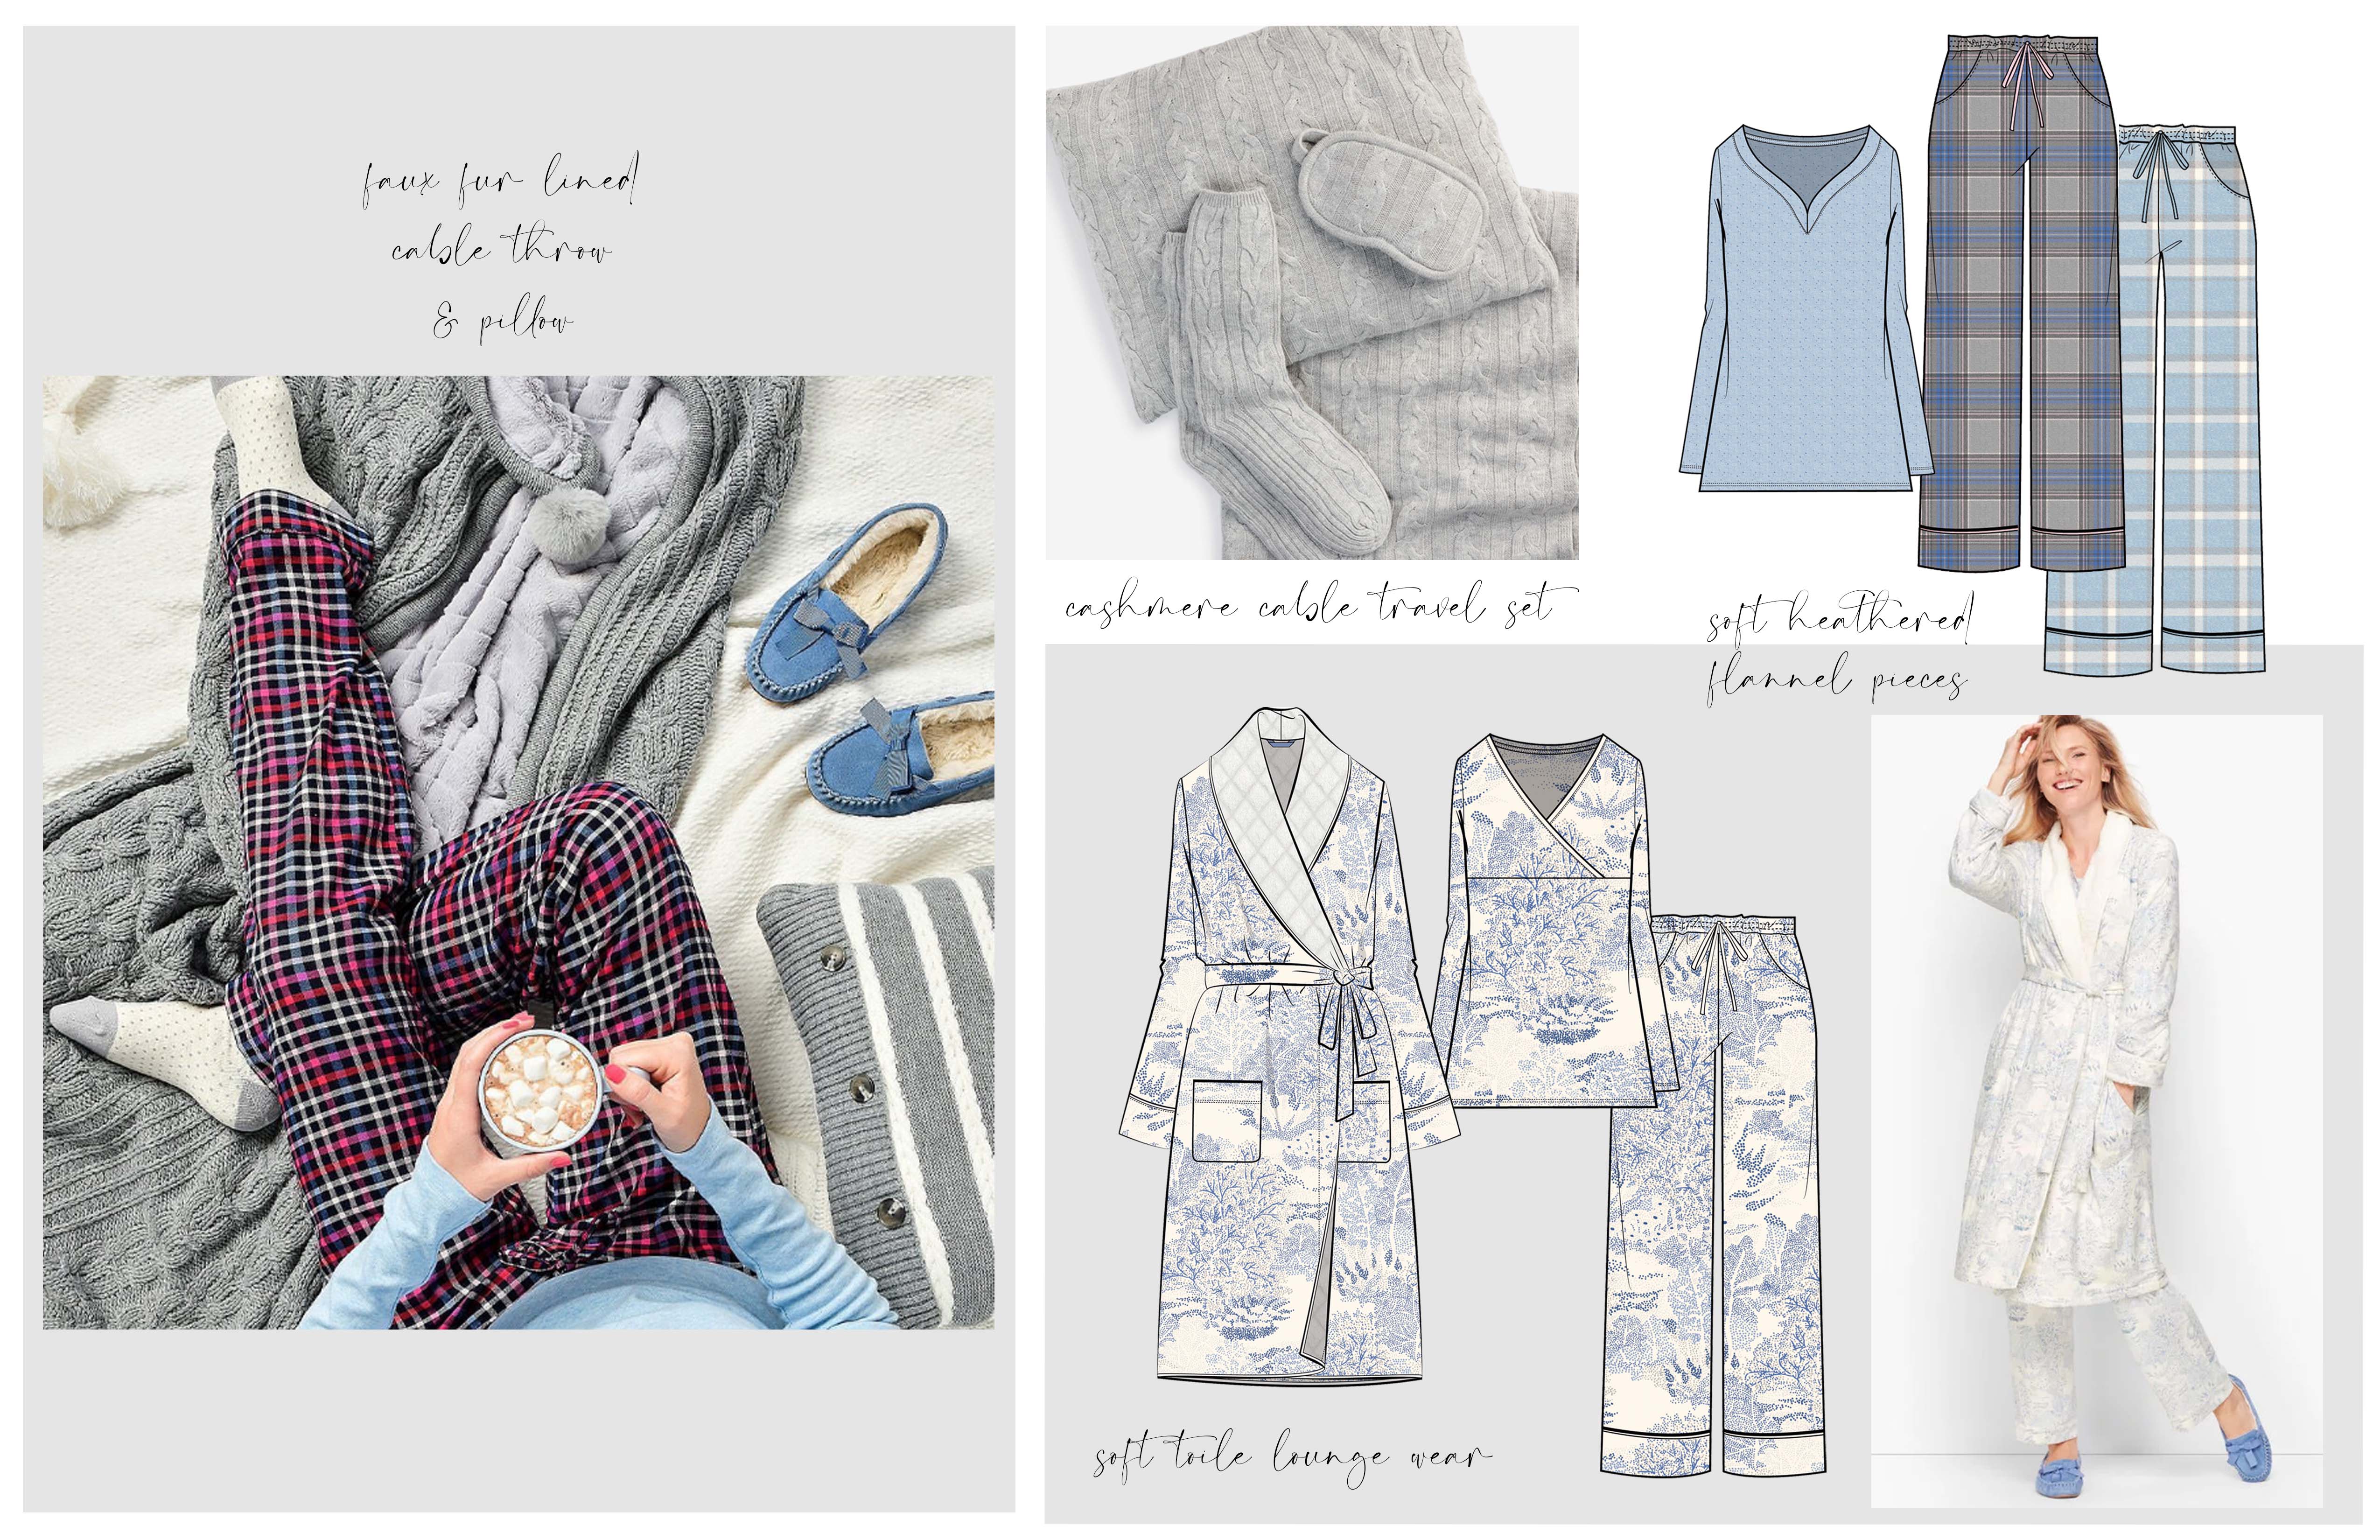 faux fur lined
cable throw
& pillow
cashmere cable travel set
soft heathered
flannel pieces
soft toile lounge wear